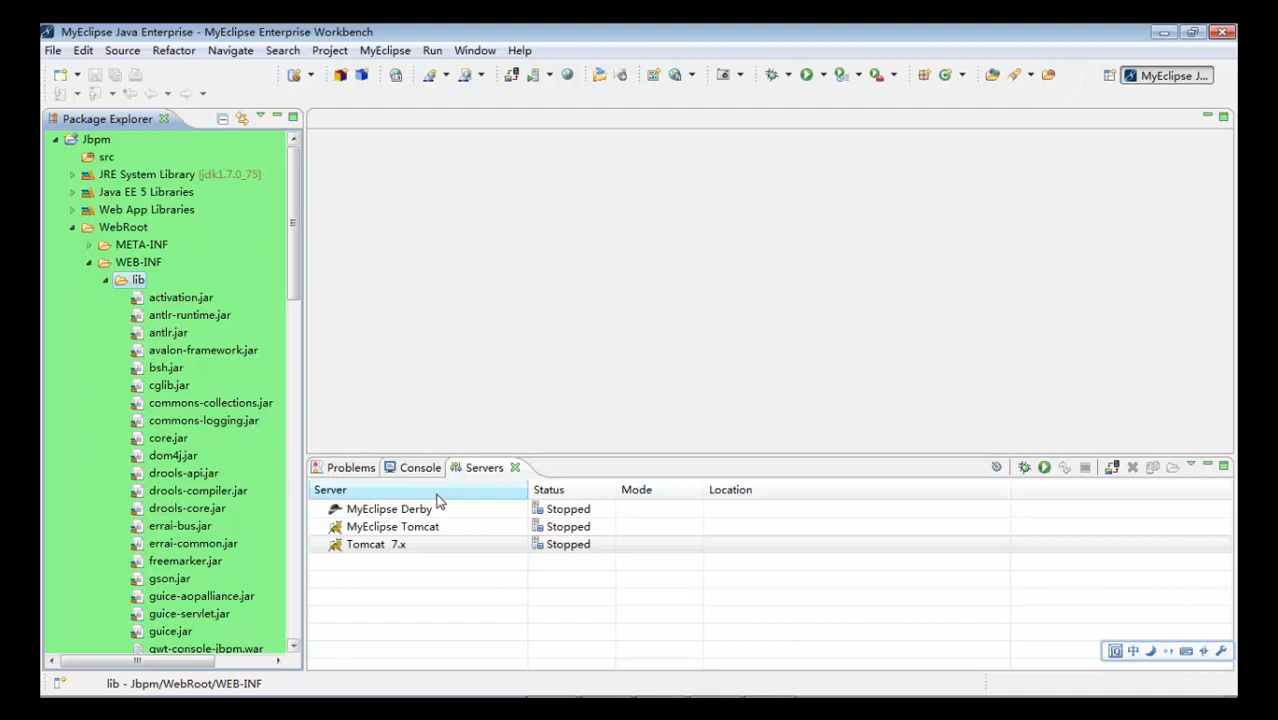 MyEclipse Java Enterprise - MyEclipse Enterprise Workbench
File Edit Source Refactor Navigate Search Project MyEclipse Run Window Help
MyEclipse J...
Package Explorer
Jbpm
src
JRE System Library [jdk1.7.0_75]
Java EE 5 Libraries
Web App Libraries
WebRoot
META-INF
WEB-INF
lib
activation.jar
antlr-runtime.jar
antlr.jar
avalon-framework.jar
bsh.jar
cglib.jar
commons-collections.jar
commons-logging.jar
core.jar
dom4j.jar
drools-api.jar
drools-compiler.jar
drools-core.jar
errai-bus.jar
errai-common.jar
freemarker.jar
gson.jar
guice-aopalliance.jar
guice-servlet.jar
guice.jar
gwt-console-jbpm.war
Problems Console Servers
Server Status Mode Location
MyEclipse Derby Stopped
MyEclipse Tomcat Stopped
Tomcat 7.x Stopped
中
lib - Jbpm/WebRoot/WEB-INF